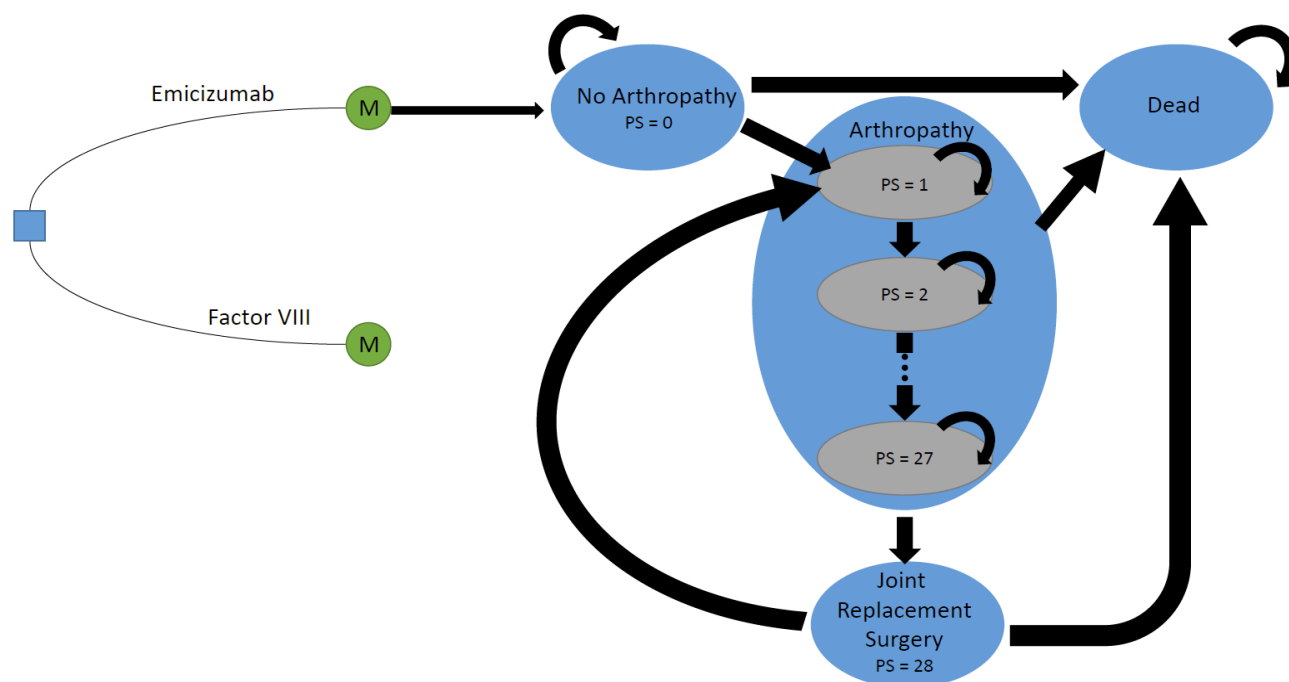 Emicizumab
M
Factor VIII
M
No Arthropathy
PS = 0
Arthropathy
PS = 1
PS = 2
PS = 27
Joint
Replacement
Surgery
PS = 28
Dead